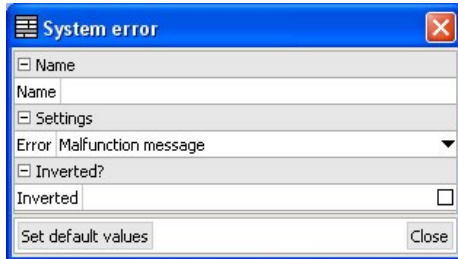 System error
Name
Name
Settings
Error Malfunction message
Inverted?
Inverted
Set default values Close